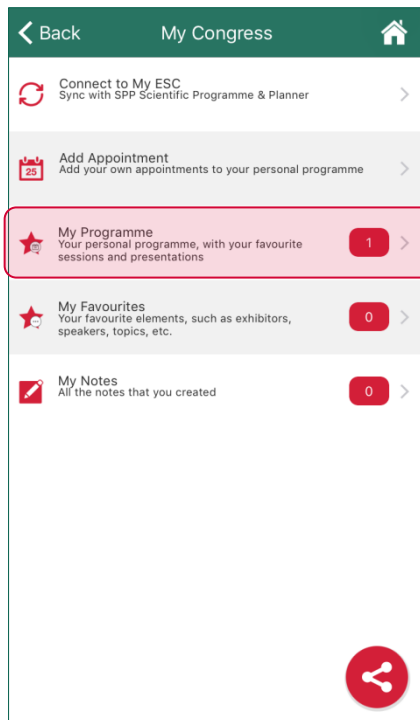 Back
My Congress
Connect to My ESC
Sync with SPP Scientific Programme & Planner
25
Add Appointment
Add your own appointments to your personal programme
My Programme
Your personal programme, with your favourite
sessions and presentations
1
My Favourites
Your favourite elements, such as exhibitors,
speakers, topics, etc.
0
My Notes
All the notes that you created
0